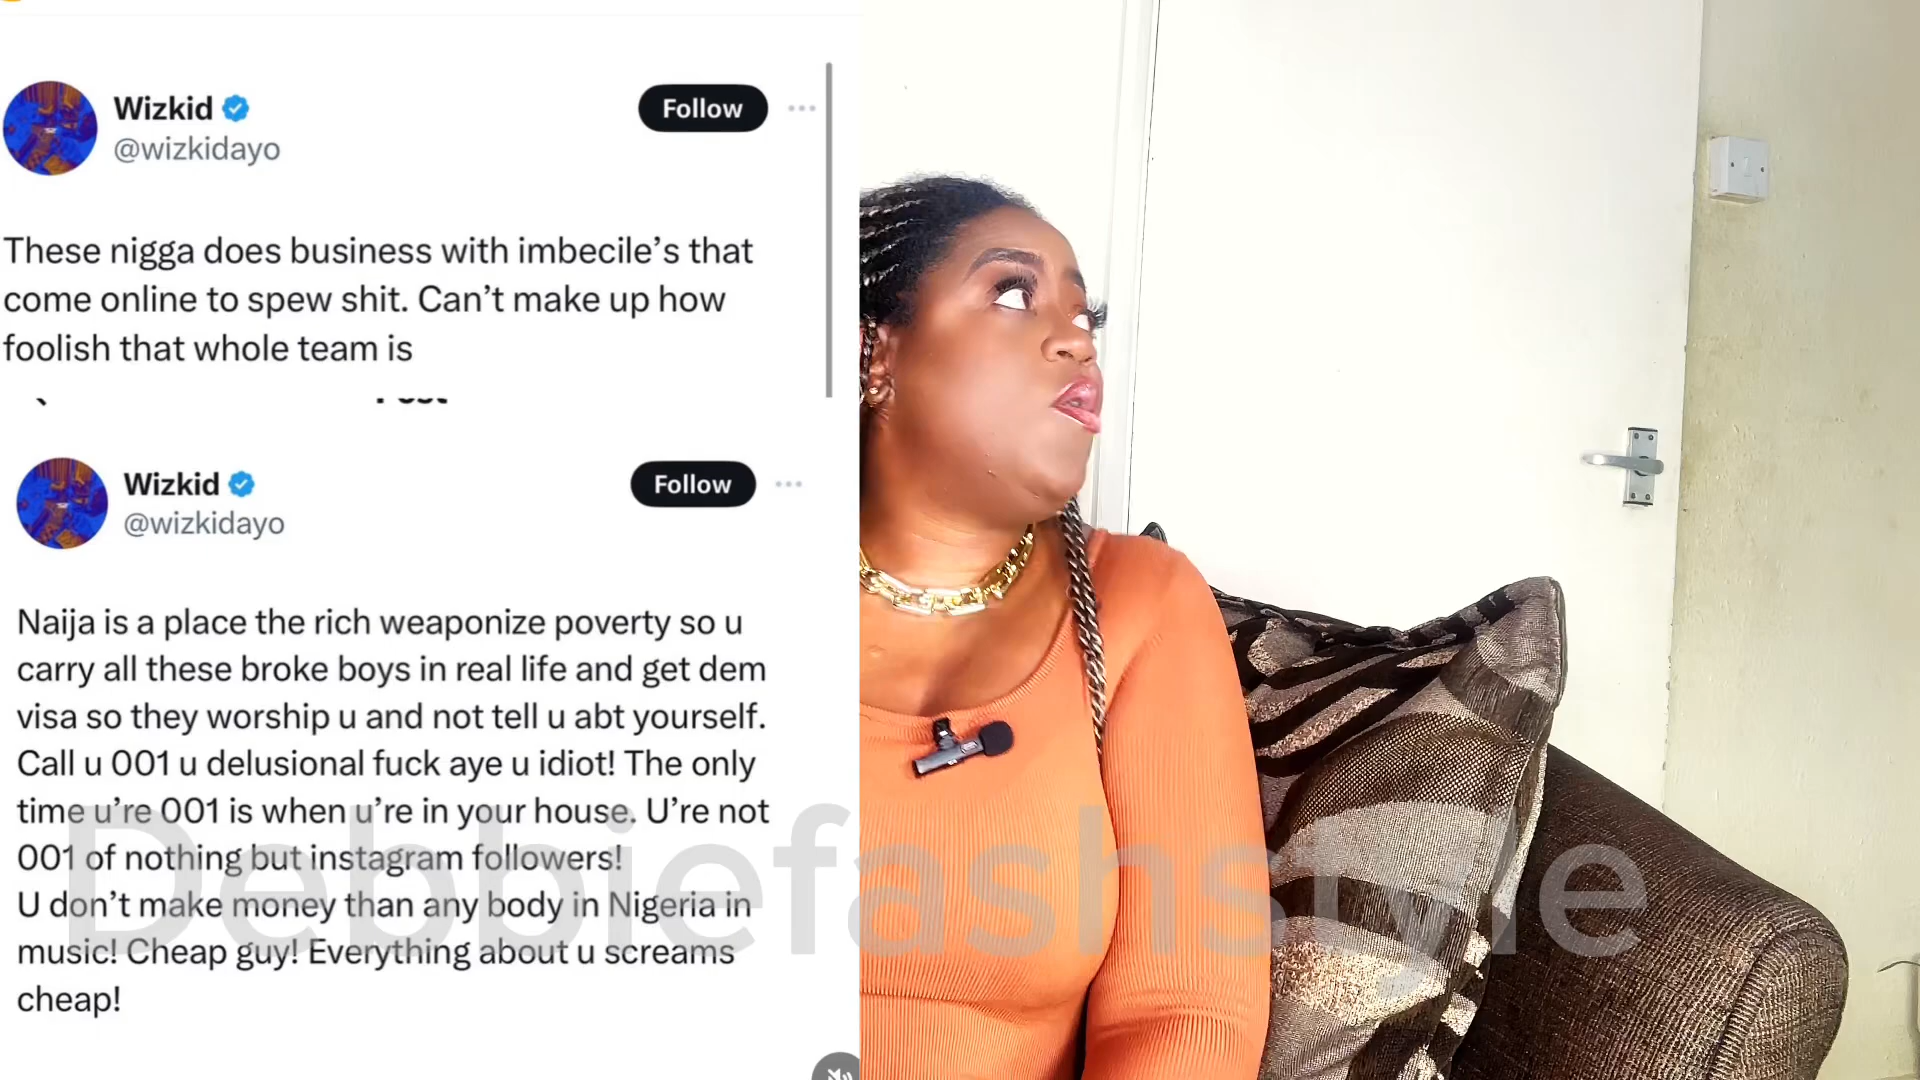 Wizkid
Follow
@wizkidayo
These nigga does business with imbecile’s that
come online to spew shit. Can’t make up how
foolish that whole team is
Post
Wizkid
Follow
@wizkidayo
Naija is a place the rich weaponize poverty so u
carry all these broke boys in real life and get dem
visa so they worship u and not tell u abt yourself.
Call u 001 u delusional fuck aye u idiot! The only
time u’re 001 is when u’re in your house. U’re not
001 of nothing but instagram followers!
U don’t make money than any body in Nigeria in
music! Cheap guy! Everything about u screams
cheap!
Debbiefashstyle